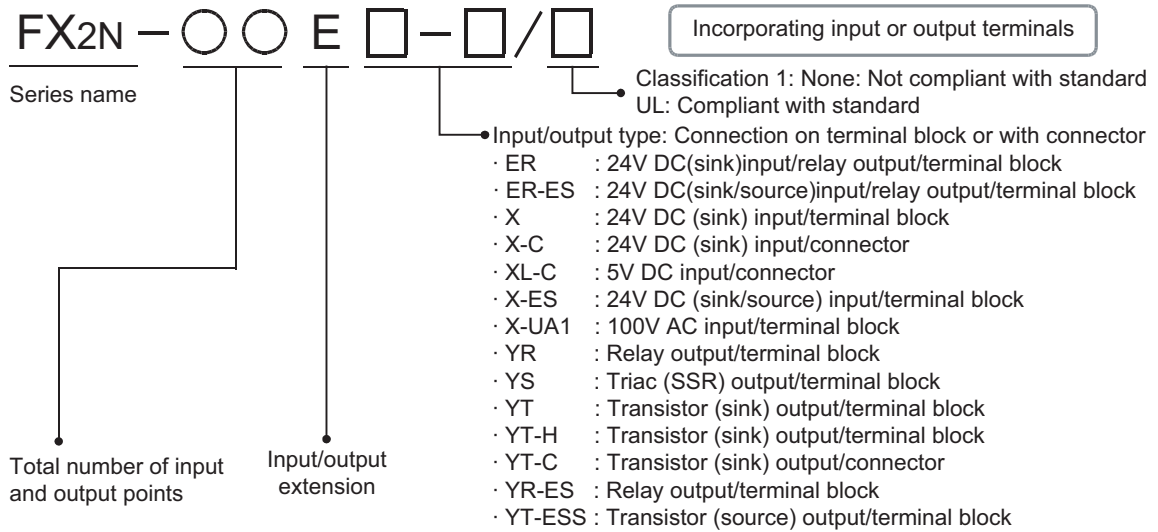 FX2N – ○○ E □ – □ / □
Incorporating input or output terminals
Series name
Classification 1: None: Not compliant with standard
UL: Compliant with standard
Input/output type: Connection on terminal block or with connector
· ER : 24V DC(sink)input/relay output/terminal block
· ER-ES : 24V DC(sink/source)input/relay output/terminal block
· X : 24V DC (sink) input/terminal block
· X-C : 24V DC (sink) input/connector
· XL-C : 5V DC input/connector
· X-ES : 24V DC (sink/source) input/terminal block
· X-UA1 : 100V AC input/terminal block
· YR : Relay output/terminal block
· YS : Triac (SSR) output/terminal block
· YT : Transistor (sink) output/terminal block
· YT-H : Transistor (sink) output/terminal block
· YT-C : Transistor (sink) output/connector
· YR-ES : Relay output/terminal block
· YT-ESS : Transistor (source) output/terminal block
Total number of input
and output points
Input/output
extension